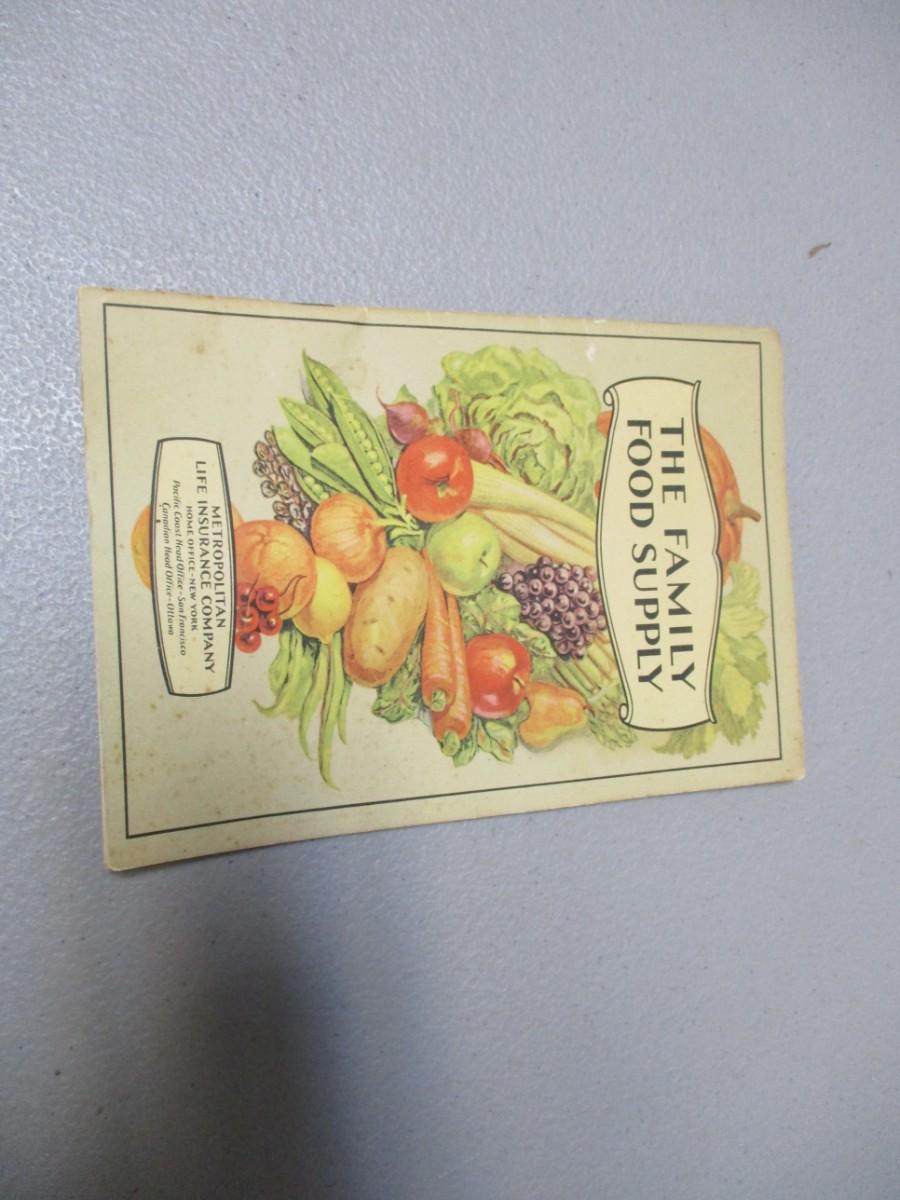 THE FAMILY
FOOD SUPPLY
METROPOLITAN
LIFE INSURANCE COMPANY
HOME OFFICE-NEW YORK
Pacific Coast Head Office-San Francisco
Canadian Head Office-Ottawa